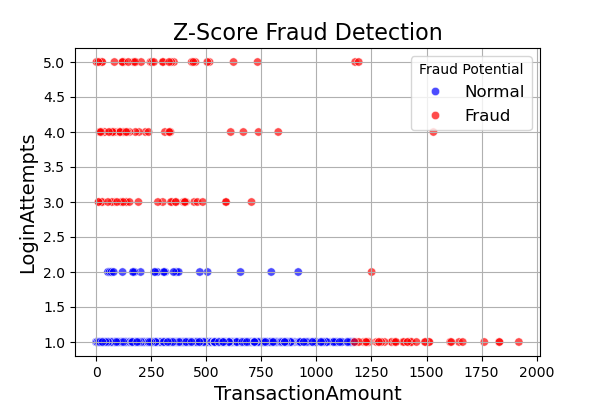 Z-Score Fraud Detection
5.0
4.5
4.0
3.5
3.0
2.5
2.0
1.5
1.0
LoginAttempts
Fraud Potential
Normal
Fraud
0 250 500 750 1000 1250 1500 1750 2000
TransactionAmount